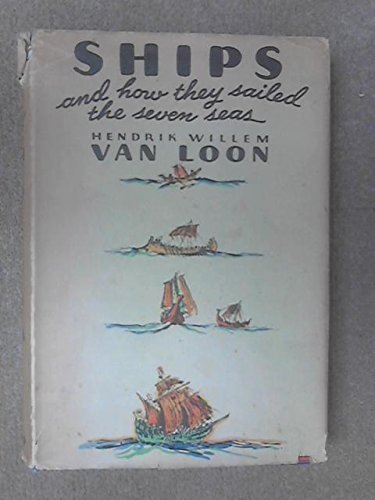 SHIPS
and how they sailed
the seven seas
HENDRIK WILLEM
VAN LOON